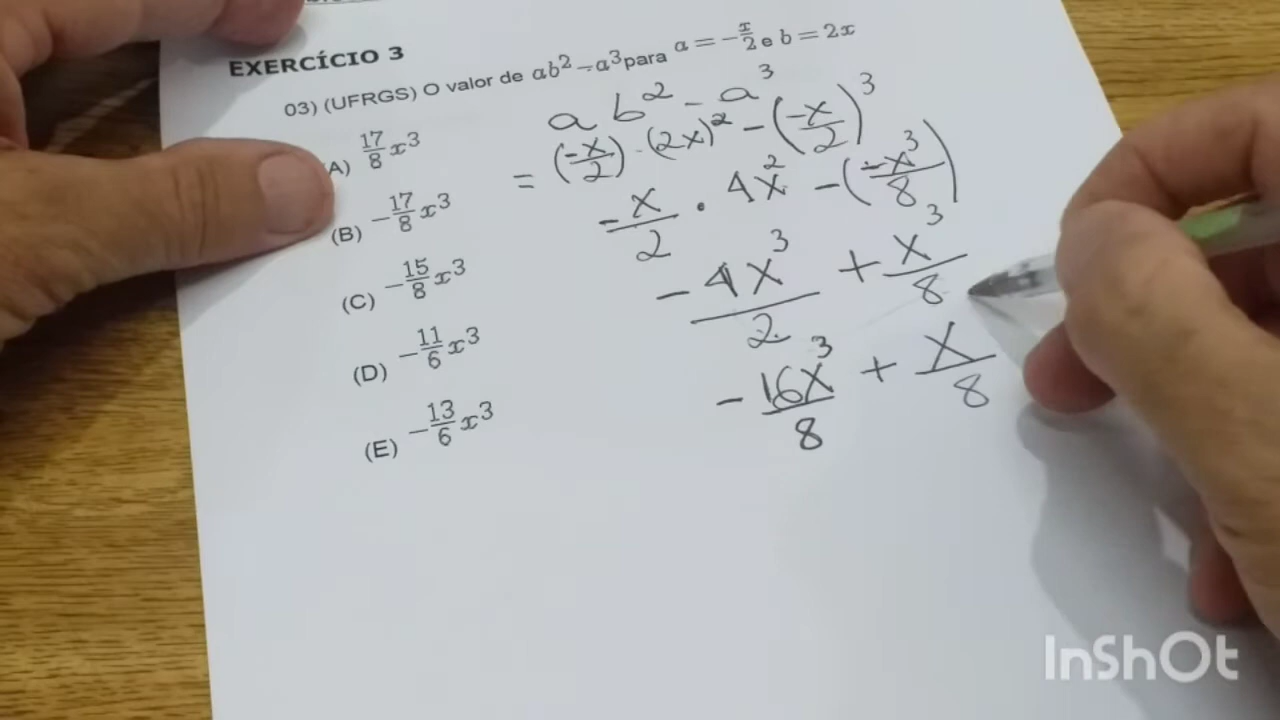 EXERCÍCIO 3
03) (UFRGS) O valor de ab² − a³ para a = −x/2 e b = 2x
(A) 17/8 x³
(B) −17/8 x³
(C) −15/8 x³
(D) −11/6 x³
(E) −13/6 x³
a b² − a³
= (−x/2) · (2x)² − (−x/2)³
−x/2 · 4x² − (−x³/8)
−4x³/2 + x³/8
−16x³/8 + x/8
InShOt